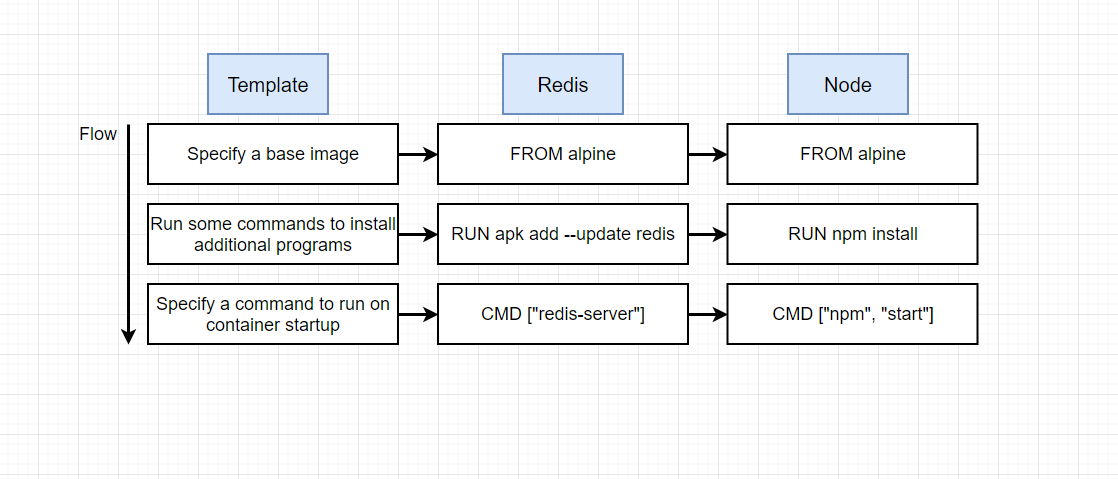 Template
Redis
Node
Flow
Specify a base image
FROM alpine
FROM alpine
Run some commands to install
additional programs
RUN apk add --update redis
RUN npm install
Specify a command to run on
container startup
CMD ["redis-server"]
CMD ["npm", "start"]